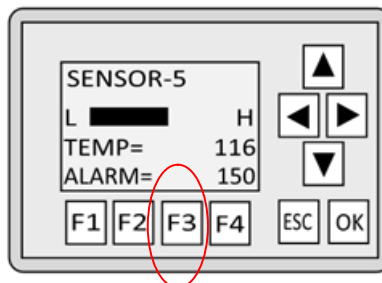 SENSOR-5
L H
TEMP= 116
ALARM= 150
F1 F2 F3 F4 ESC OK